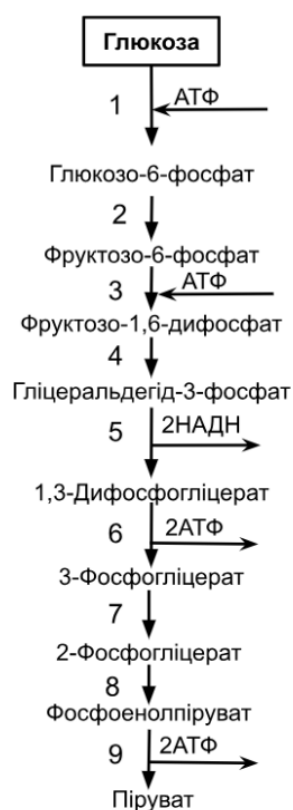 Глюкоза
1 АТФ
Глюкозо-6-фосфат
2
Фруктозо-6-фосфат
3 АТФ
Фруктозо-1,6-дифосфат
4
Гліцеральдегід-3-фосфат
5 2НАДН
1,3-Дифосфогліцерат
6 2АТФ
3-Фосфогліцерат
7
2-Фосфогліцерат
8
Фосфоенолпіруват
9 2АТФ
Піруват